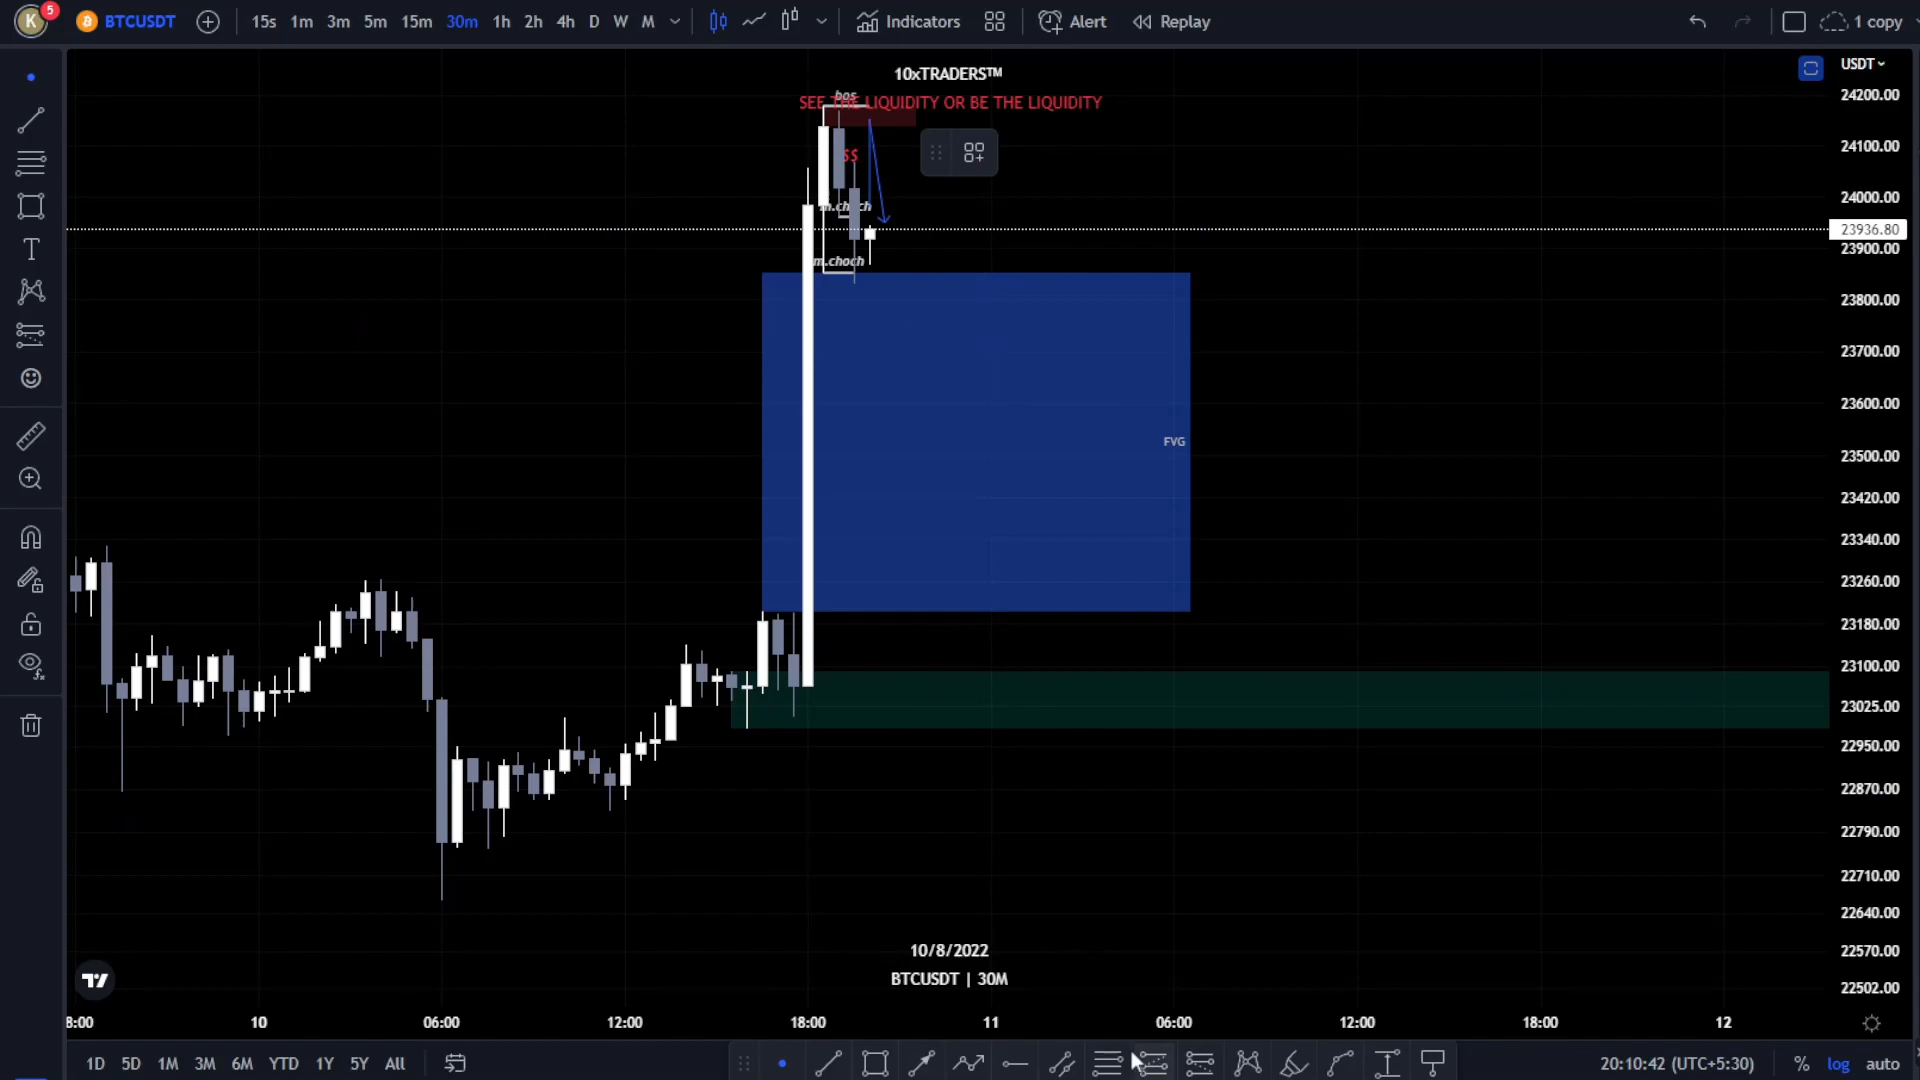 K 5 BTCUSDT 15s 1m 3m 5m 15m 30m 1h 2h 4h D W M Indicators Alert Replay 1 copy
10xTRADERS™
SEE THE LIQUIDITY OR BE THE LIQUIDITY
bos
$$
m.choch
m.choch
FVG
USDT
24200.00
24100.00
24000.00
23936.80
23900.00
23800.00
23700.00
23600.00
23500.00
23420.00
23340.00
23260.00
23180.00
23100.00
23025.00
22950.00
22870.00
22790.00
22710.00
22640.00
22570.00
22502.00
10/8/2022
BTCUSDT | 30M
8:00 10 06:00 12:00 18:00 11 06:00 12:00 18:00 12
1D 5D 1M 3M 6M YTD 1Y 5Y All 20:10:42 (UTC+5:30) % log auto